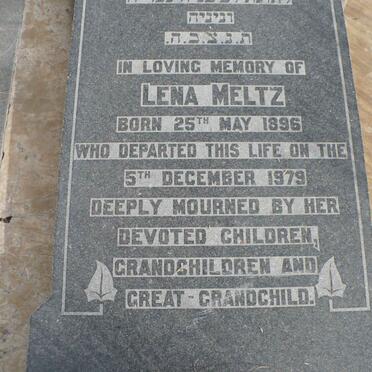 וניניה
ת.נ.צ.ב.ה.
IN LOVING MEMORY OF
LENA MELTZ
BORN 25TH MAY 1896
WHO DEPARTED THIS LIFE ON THE
5TH DECEMBER 1979
DEEPLY MOURNED BY HER
DEVOTED CHILDREN,
GRANDCHILDREN AND
GREAT-GRANDCHILD.